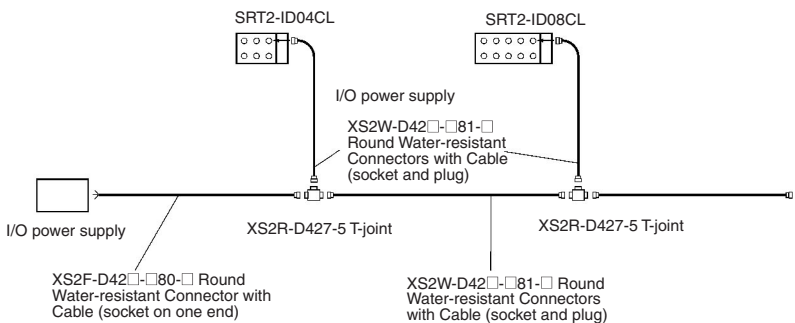 SRT2-ID04CL
SRT2-ID08CL
I/O power supply
XS2W-D42□-□81-□
Round Water-resistant
Connectors with Cable
(socket and plug)
I/O power supply
XS2R-D427-5 T-joint
XS2R-D427-5 T-joint
XS2F-D42□-□80-□ Round
Water-resistant Connector with
Cable (socket on one end)
XS2W-D42□-□81-□ Round
Water-resistant Connectors
with Cable (socket and plug)